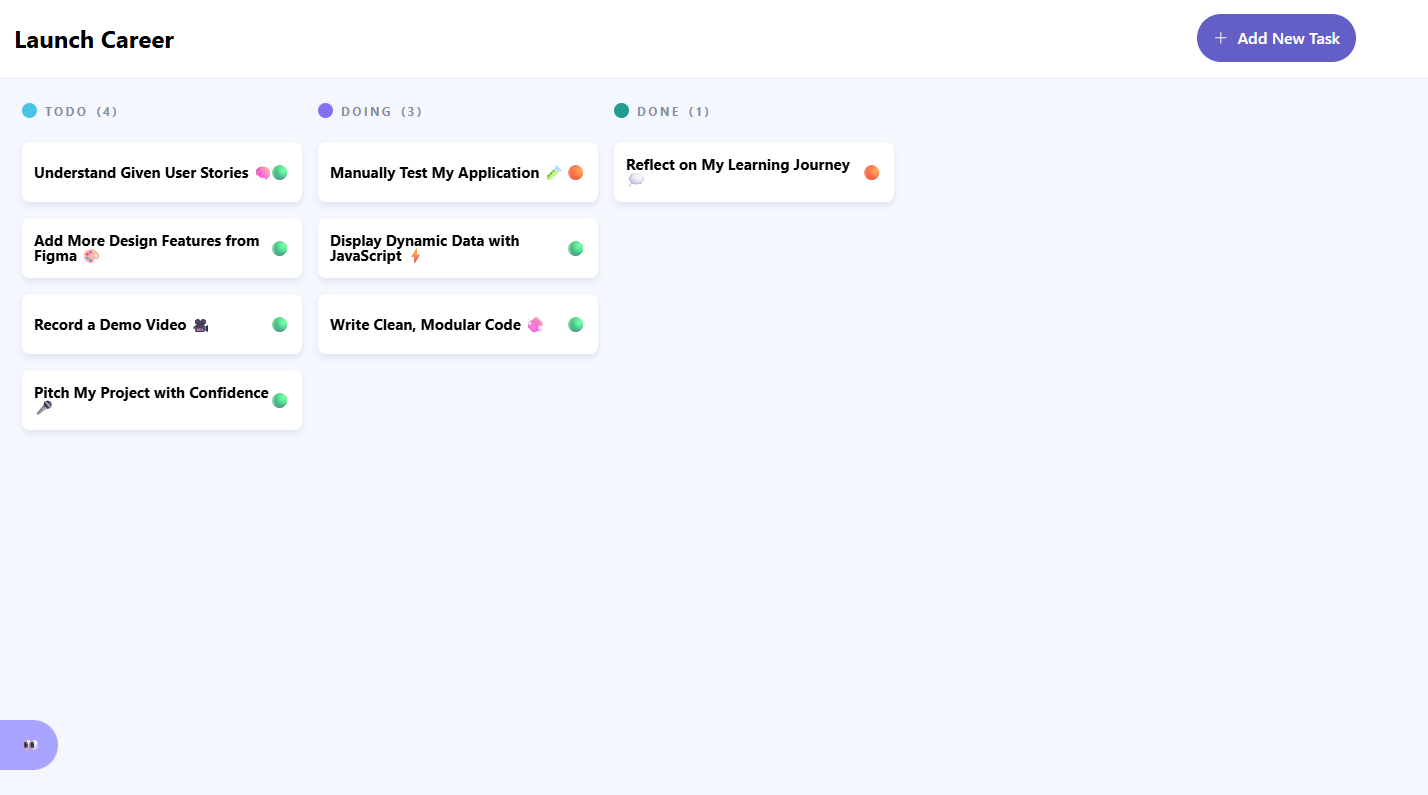 Launch Career
+ Add New Task
TODO (4)
Understand Given User Stories 🧠
Add More Design Features from
Figma 🎨
Record a Demo Video 🎥
Pitch My Project with Confidence
🎤
DOING (3)
Manually Test My Application 🧪
Display Dynamic Data with
JavaScript ⚡
Write Clean, Modular Code 🧩
DONE (1)
Reflect on My Learning Journey
💭
👀